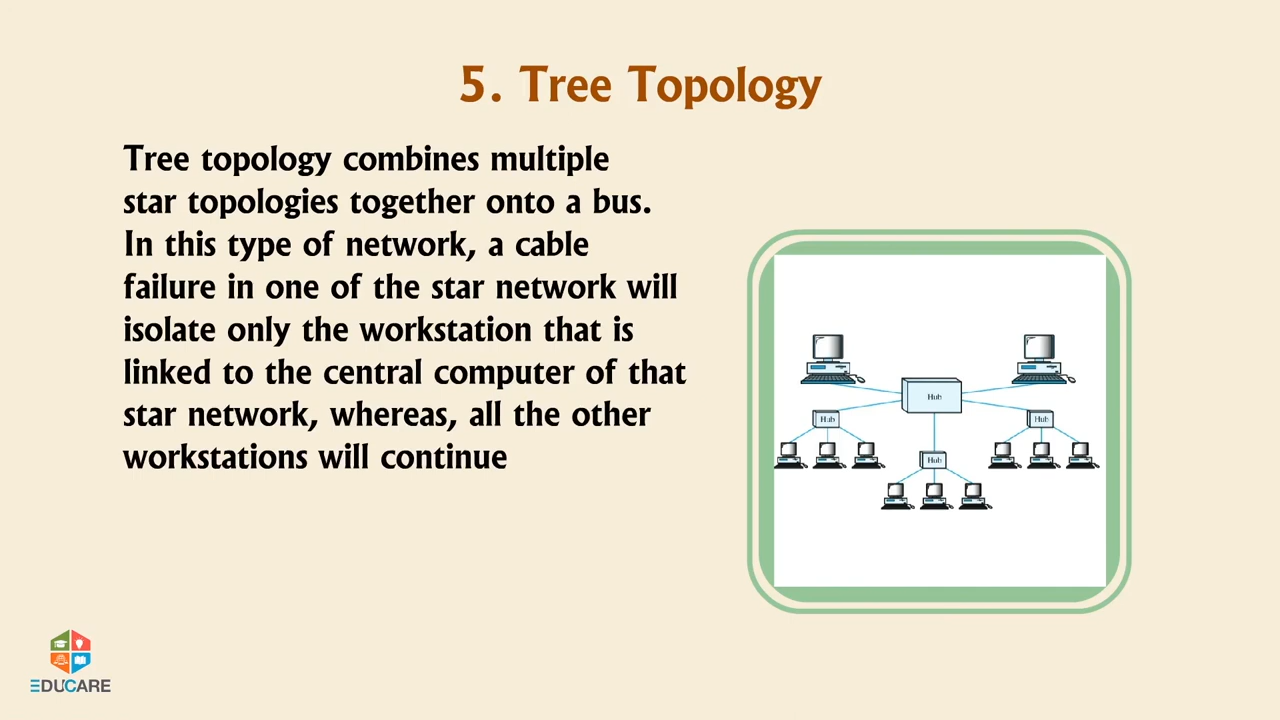 5. Tree Topology
Tree topology combines multiple
star topologies together onto a bus.
In this type of network, a cable
failure in one of the star network will
isolate only the workstation that is
linked to the central computer of that
star network, whereas, all the other
workstations will continue
Hub
Hub
Hub
Hub
EDUCARE